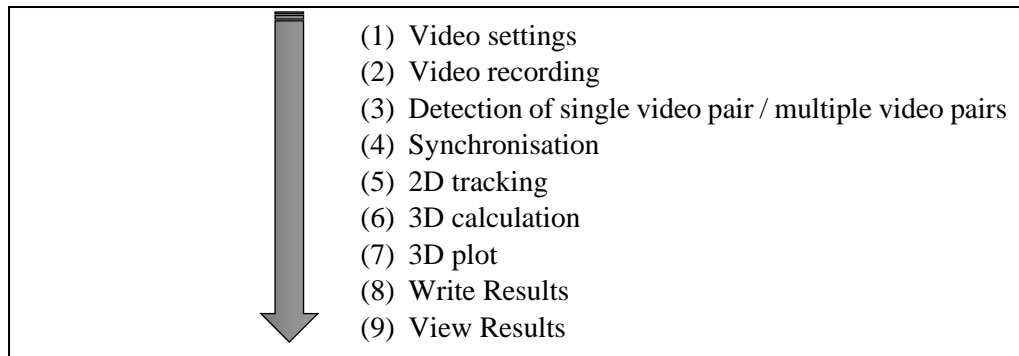 (1) Video settings
(2) Video recording
(3) Detection of single video pair / multiple video pairs
(4) Synchronisation
(5) 2D tracking
(6) 3D calculation
(7) 3D plot
(8) Write Results
(9) View Results